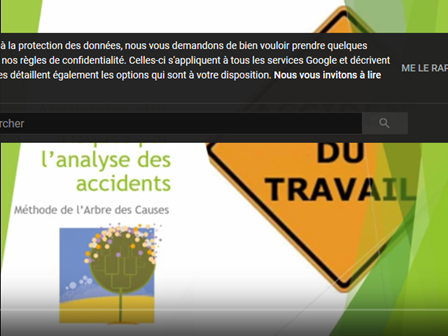 à la protection des données, nous vous demandons de bien vouloir prendre quelques
nos règles de confidentialité. Celles-ci s'appliquent à tous les services Google et décrivent
es détaillent également les options qui sont à votre disposition. Nous vous invitons à lire
ME LE RAP
rcher
l'analyse des
accidents
Méthode de l'Arbre des Causes
DU
TRAVAIL